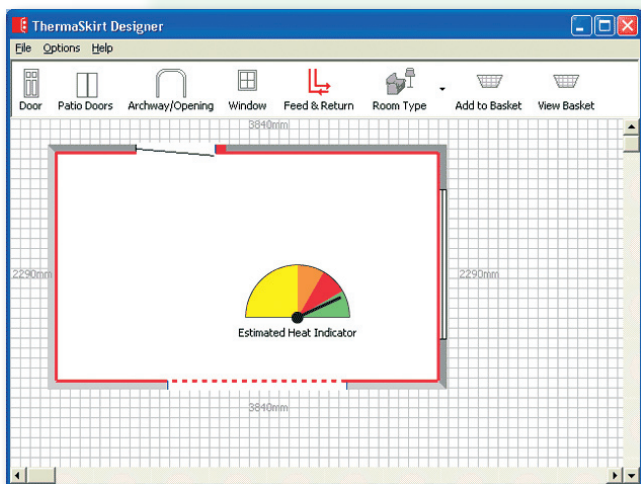 ThermaSkirt Designer
File Options Help
Door Patio Doors Archway/Opening Window Feed & Return Room Type Add to Basket View Basket
3840mm
2290mm 2290mm
Estimated Heat Indicator
3840mm